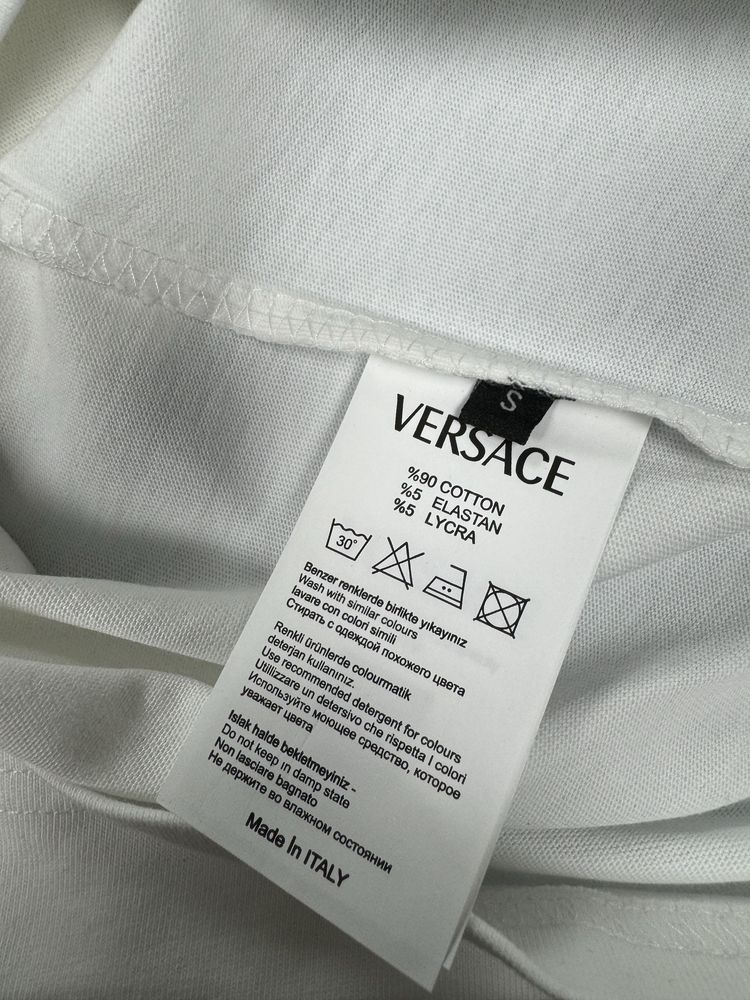 S
VERSACE
%90 COTTON
%5 ELASTAN
%5 LYCRA
30°
Benzer renklerde birlikte yıkayınız
Wash with similar colours
lavare con colori simili
Стирать с одеждой похожего цвета
Renkli ürünlerde colourmatik
deterjan kullanınız.
Use recommended detergent for colours
Utillizzare un detersivo che rispetta I colori
Используйте моющее средство, которое
уважает цвета
Islak halde bekletmeyiniz -
Do not keep ın damp state
Non lasciare bagnato
Не держите во влажном состоянии
Made In ITALY